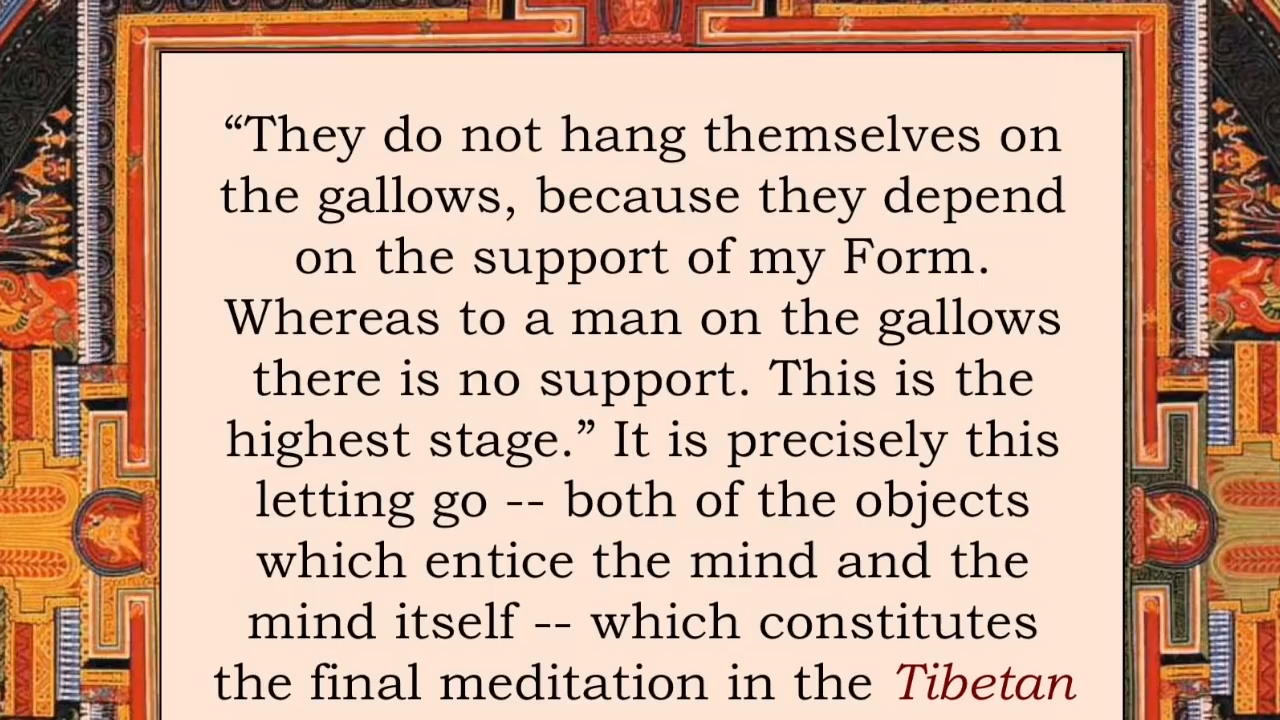 “They do not hang themselves on
the gallows, because they depend
on the support of my Form.
Whereas to a man on the gallows
there is no support. This is the
highest stage.” It is precisely this
letting go -- both of the objects
which entice the mind and the
mind itself -- which constitutes
the final meditation in the Tibetan